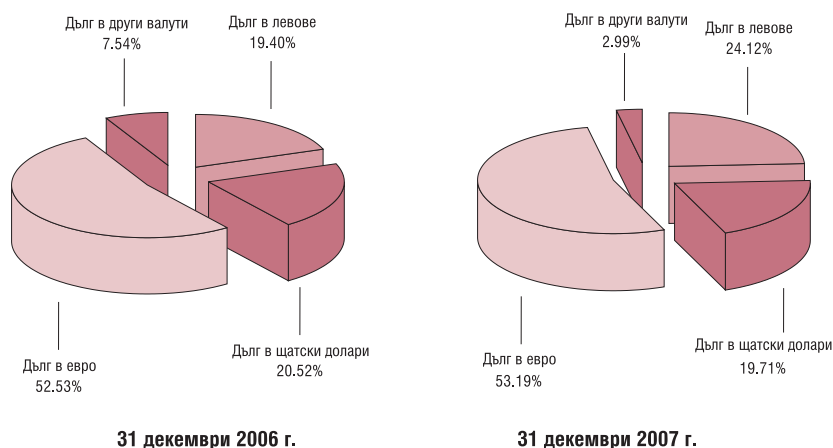 Дълг в други валути
7.54%
Дълг в левове
19.40%
Дълг в евро
52.53%
Дълг в щатски долари
20.52%
31 декември 2006 г.
Дълг в други валути
2.99%
Дълг в левове
24.12%
Дълг в евро
53.19%
Дълг в щатски долари
19.71%
31 декември 2007 г.